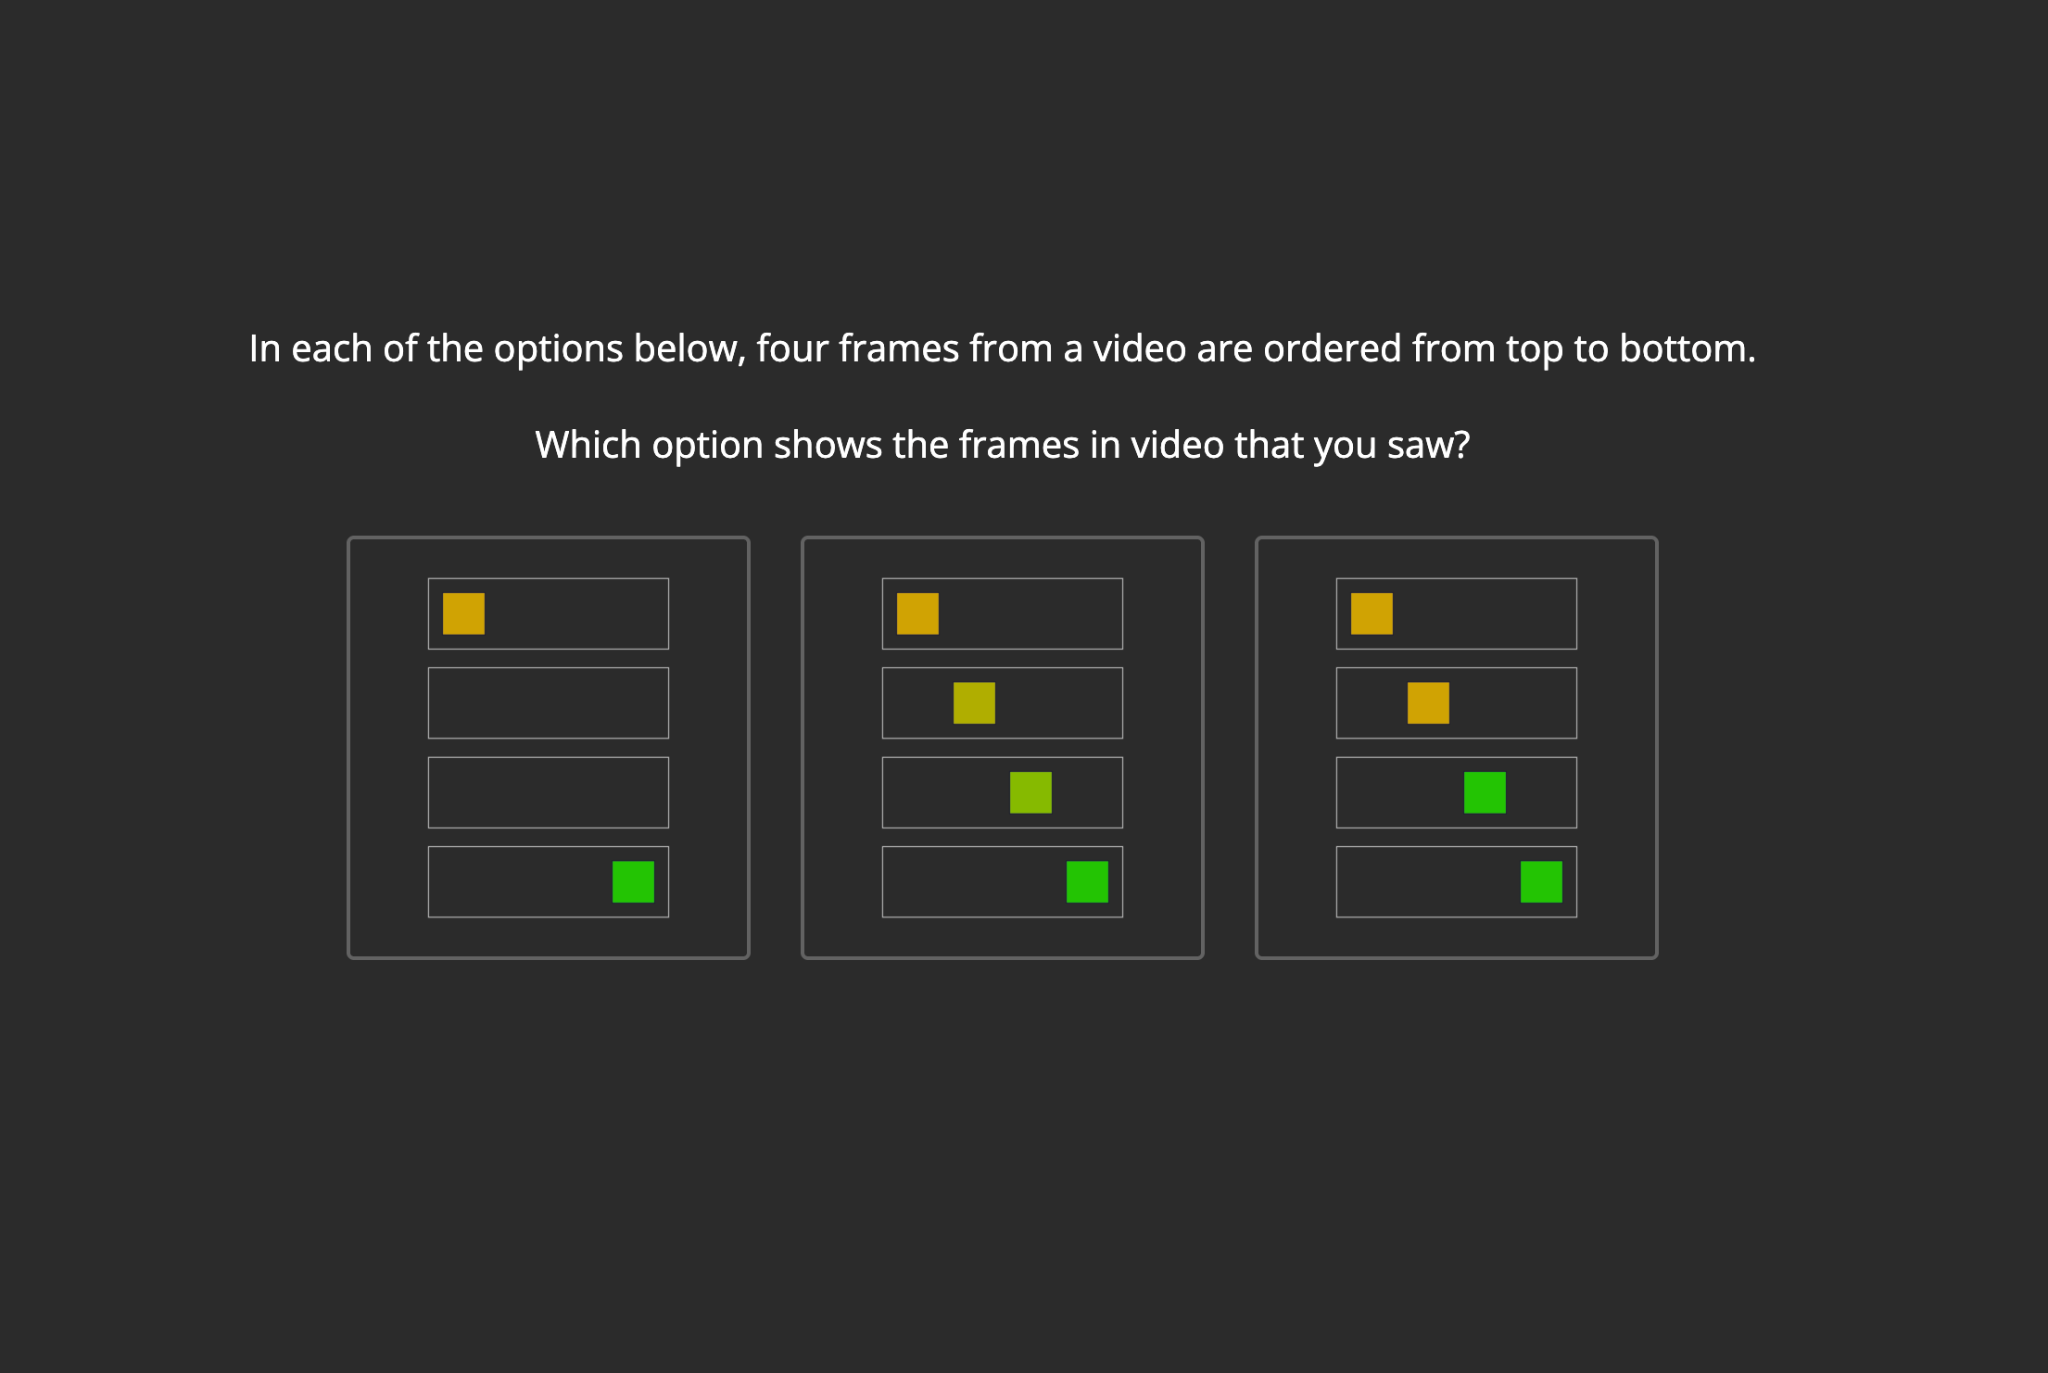 In each of the options below, four frames from a video are ordered from top to bottom.
Which option shows the frames in video that you saw?